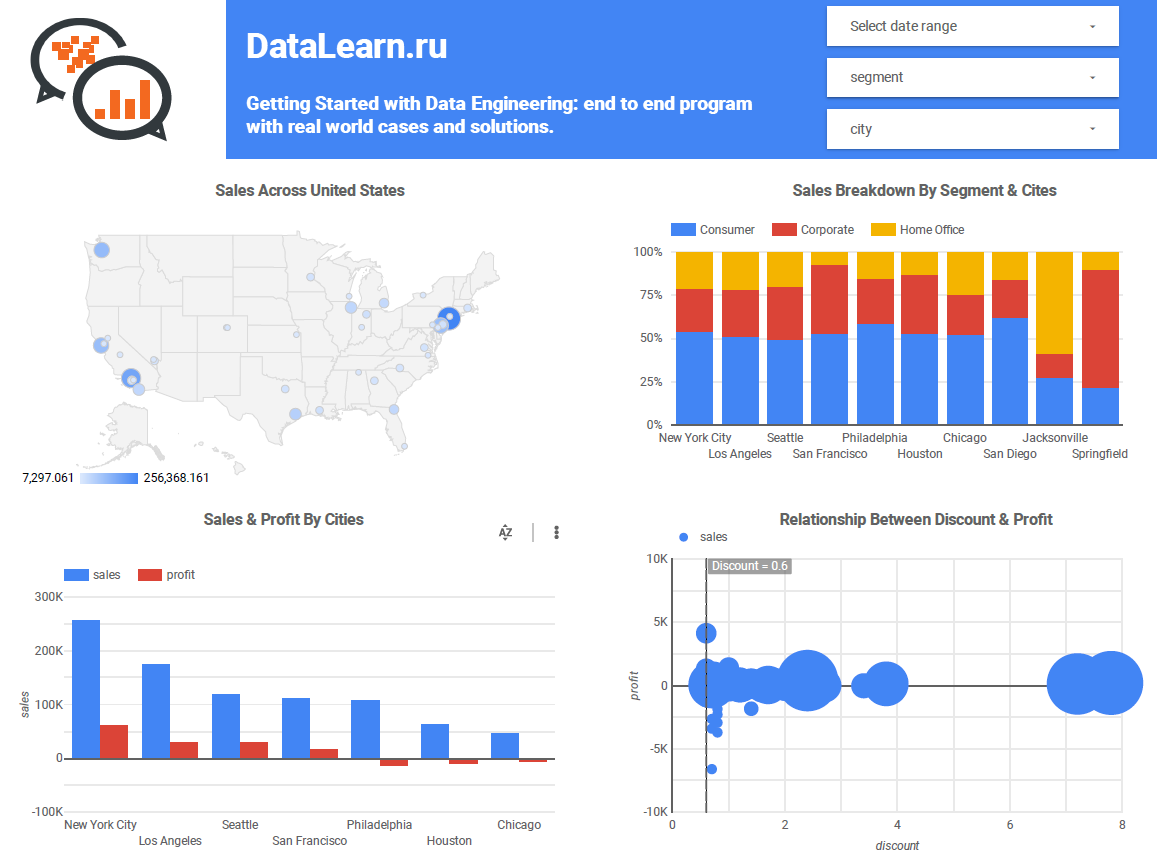 DataLearn.ru
Getting Started with Data Engineering: end to end program
with real world cases and solutions.
Select date range
segment
city
Sales Across United States
7,297.061
256,368.161
Sales Breakdown By Segment & Cites
Consumer
Corporate
Home Office
100%
75%
50%
25%
0%
New York City
Los Angeles
Seattle
San Francisco
Philadelphia
Houston
Chicago
San Diego
Jacksonville
Springfield
Sales & Profit By Cities
AZ
sales
profit
300K
200K
100K
0
-100K
sales
New York City
Los Angeles
Seattle
San Francisco
Philadelphia
Houston
Chicago
Relationship Between Discount & Profit
sales
Discount = 0.6
10K
5K
0
-5K
-10K
profit
0
2
4
6
8
discount